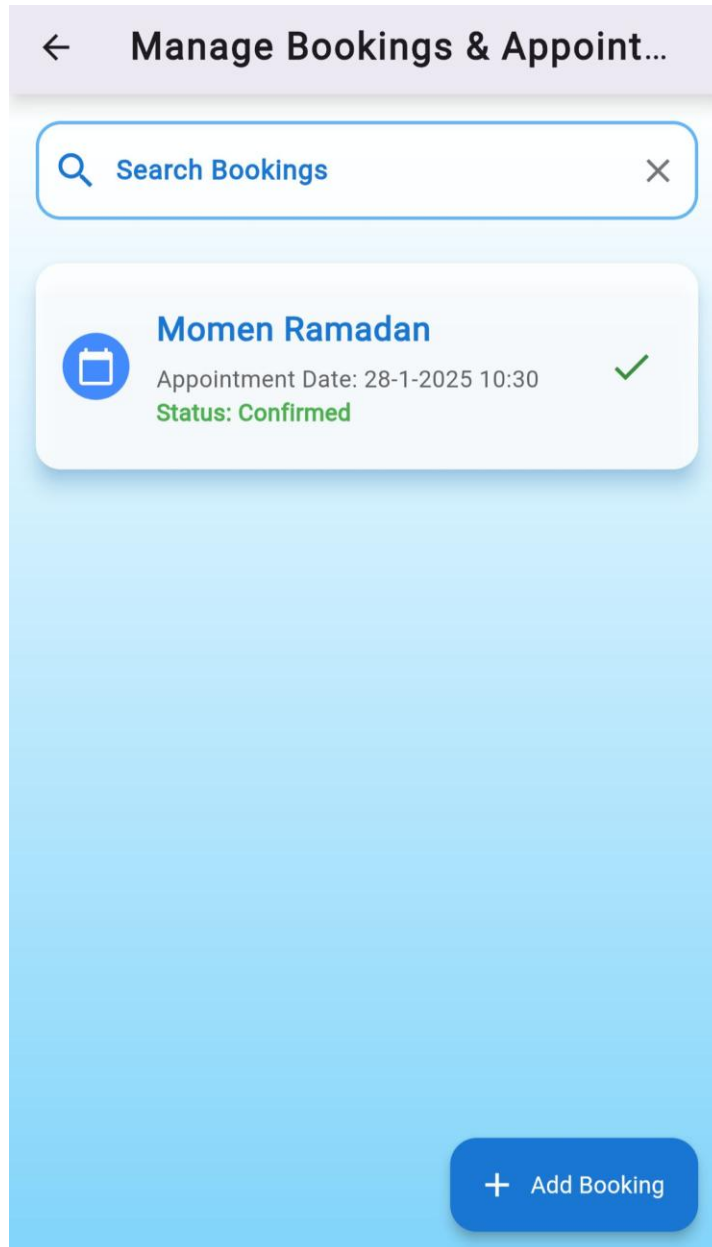 Manage Bookings & Appoint...
Search Bookings
Momen Ramadan
Appointment Date: 28-1-2025 10:30
Status: Confirmed
Add Booking